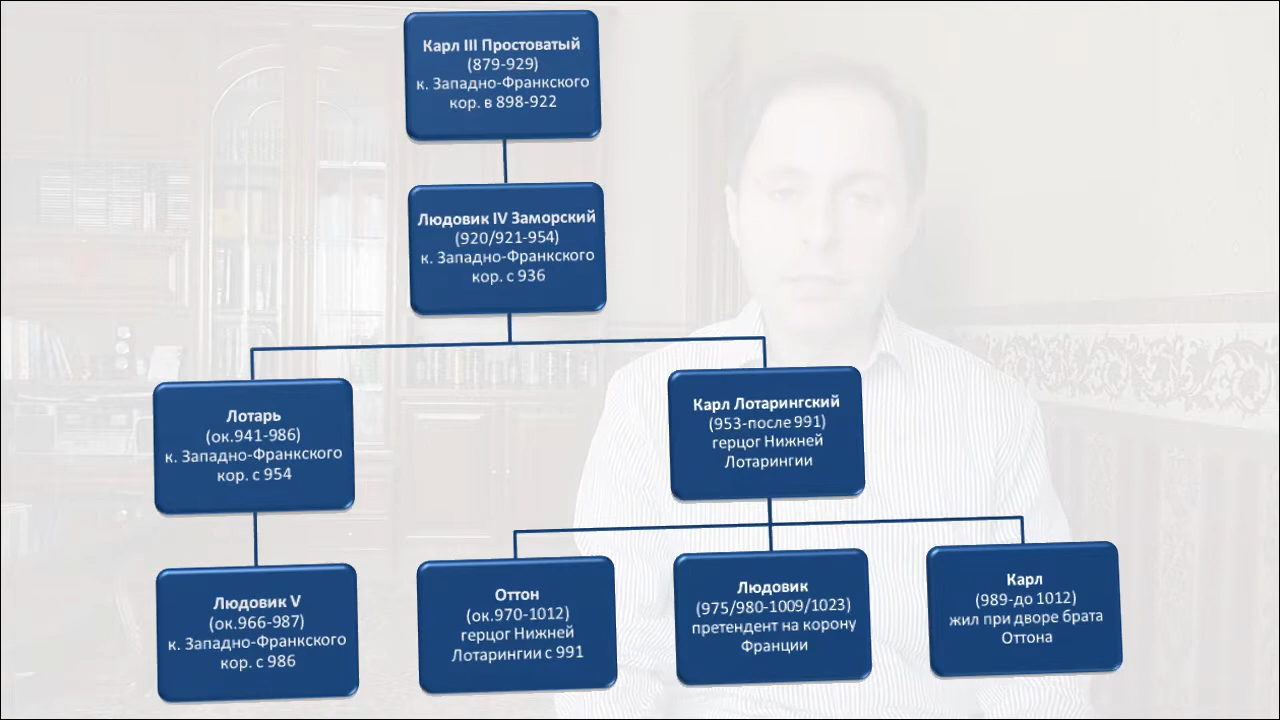 Карл III Простоватый
(879-929)
к. Западно-Франкского
кор. в 898-922
Людовик IV Заморский
(920/921-954)
к. Западно-Франкского
кор. с 936
Лотарь
(ок.941-986)
к. Западно-Франкского
кор. с 954
Карл Лотарингский
(953-после 991)
герцог Нижней
Лотарингии
Людовик V
(ок.966-987)
к. Западно-Франкского
кор. с 986
Оттон
(ок.970-1012)
герцог Нижней
Лотарингии с 991
Людовик
(975/980-1009/1023)
претендент на корону
Франции
Карл
(989-до 1012)
жил при дворе брата
Оттона